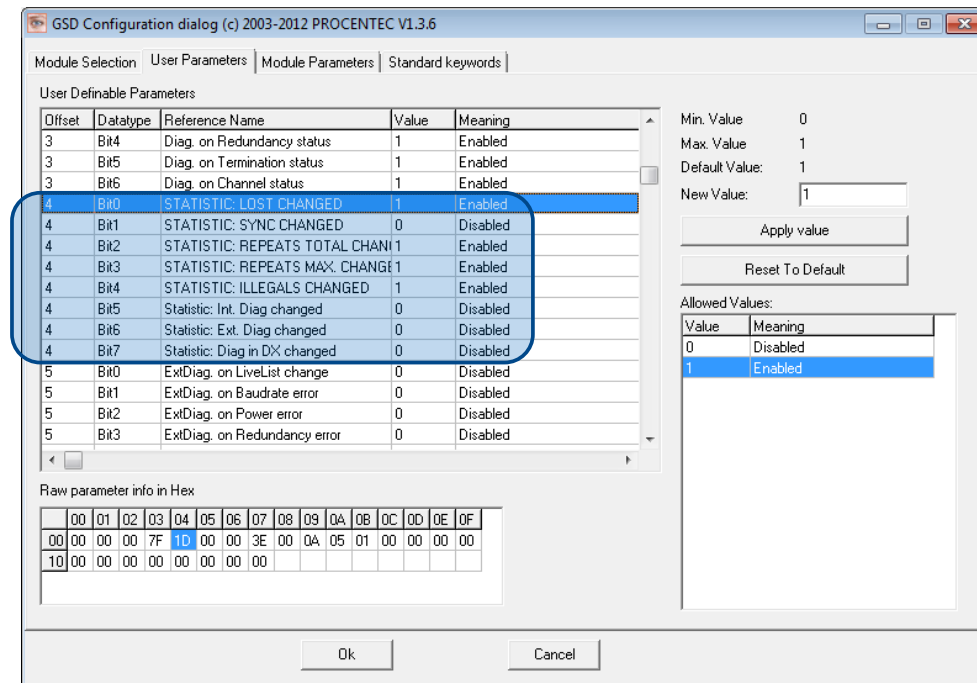 GSD Configuration dialog (c) 2003-2012 PROCENTEC V1.3.6
Module Selection User Parameters Module Parameters Standard keywords
User Definable Parameters
Offset Datatype Reference Name Value Meaning
3 Bit4 Diag. on Redundancy status 1 Enabled
3 Bit5 Diag. on Termination status 1 Enabled
3 Bit6 Diag. on Channel status 1 Enabled
4 Bit0 STATISTIC: LOST CHANGED 1 Enabled
4 Bit1 STATISTIC: SYNC CHANGED 0 Disabled
4 Bit2 STATISTIC: REPEATS TOTAL CHAN 1 Enabled
4 Bit3 STATISTIC: REPEATS MAX. CHANGE 1 Enabled
4 Bit4 STATISTIC: ILLEGALS CHANGED 1 Enabled
4 Bit5 Statistic: Int. Diag changed 0 Disabled
4 Bit6 Statistic: Ext. Diag changed 0 Disabled
4 Bit7 Statistic: Diag in DX changed 0 Disabled
5 Bit0 ExtDiag. on LiveList change 0 Disabled
5 Bit1 ExtDiag. on Baudrate error 0 Disabled
5 Bit2 ExtDiag. on Power error 0 Disabled
5 Bit3 ExtDiag. on Redundancy error 0 Disabled
Min. Value 0
Max. Value 1
Default Value: 1
New Value: 1
Apply value
Reset To Default
Allowed Values:
Value Meaning
0 Disabled
1 Enabled
Raw parameter info in Hex
00 01 02 03 04 05 06 07 08 09 0A 0B 0C 0D 0E 0F
00 00 00 00 7F 1D 00 00 3E 00 0A 05 01 00 00 00 00
10 00 00 00 00 00 00 00 00
Ok Cancel